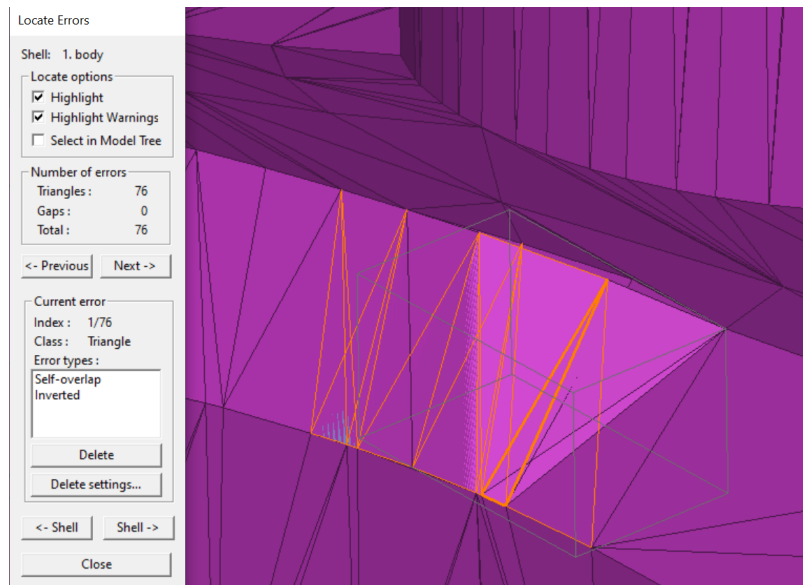 Locate Errors
Shell: 1. body
Locate options
Highlight
Highlight Warnings
Select in Model Tree
Number of errors
Triangles : 76
Gaps : 0
Total : 76
<- Previous Next ->
Current error
Index : 1/76
Class : Triangle
Error types :
Self-overlap
Inverted
Delete
Delete settings...
<- Shell Shell ->
Close